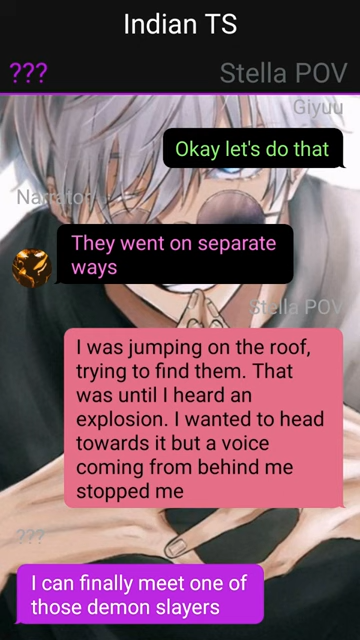 Indian TS
??? Stella POV
Giyuu
Okay let's do that
Narrator
They went on separate
ways
Stella POV
I was jumping on the roof,
trying to find them. That
was until I heard an
explosion. I wanted to head
towards it but a voice
coming from behind me
stopped me
???
I can finally meet one of
those demon slayers